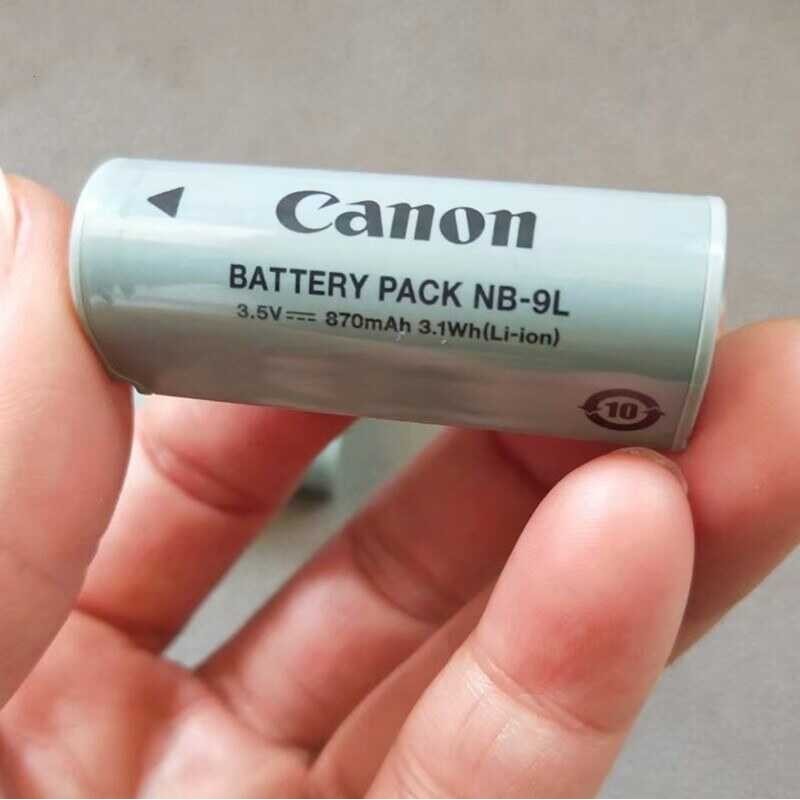 Canon
BATTERY PACK NB-9L
3.5V⎓ 870mAh 3.1Wh(Li-ion)
10